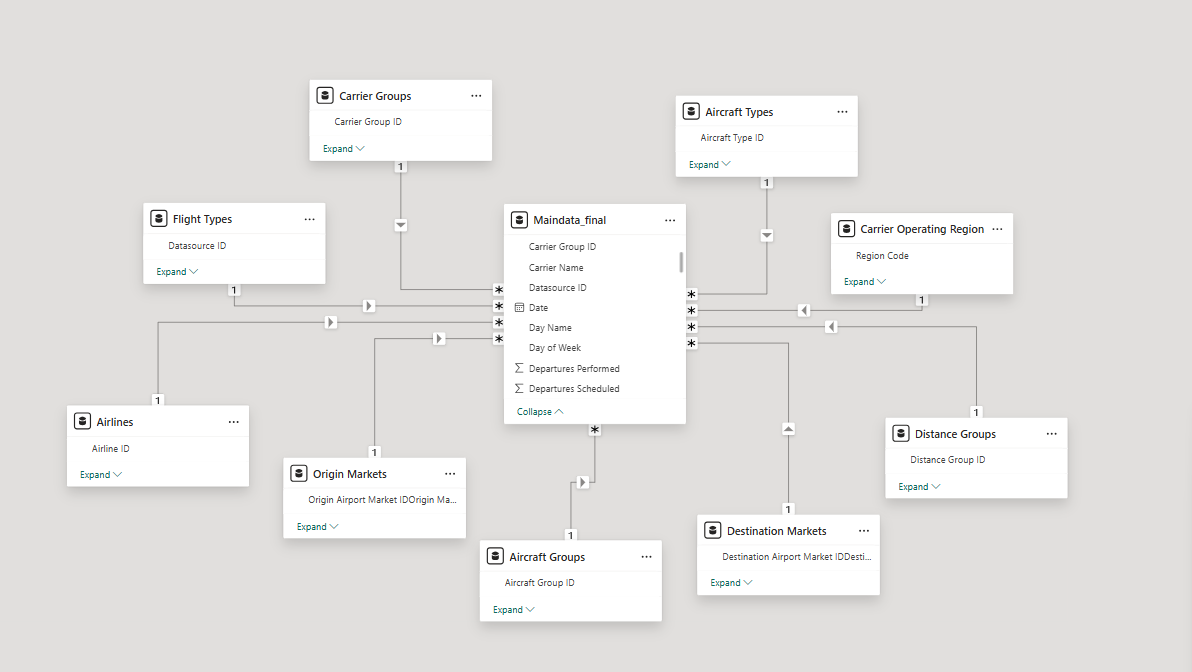 Carrier Groups
Carrier Group ID
Expand
1
Aircraft Types
Aircraft Type ID
Expand
1
Flight Types
Datasource ID
Expand
1
Maindata_final
Carrier Group ID
Carrier Name
Datasource ID
Date
Day Name
Day of Week
Σ Departures Performed
Σ Departures Scheduled
Collapse
*
*
*
*
*
*
*
*
*
Carrier Operating Region
Region Code
Expand
1
1
Airlines
Airline ID
Expand
1
Origin Markets
Origin Airport Market IDOrigin Ma...
Expand
1
Distance Groups
Distance Group ID
Expand
1
Aircraft Groups
Aircraft Group ID
Expand
1
Destination Markets
Destination Airport Market IDDesti...
Expand